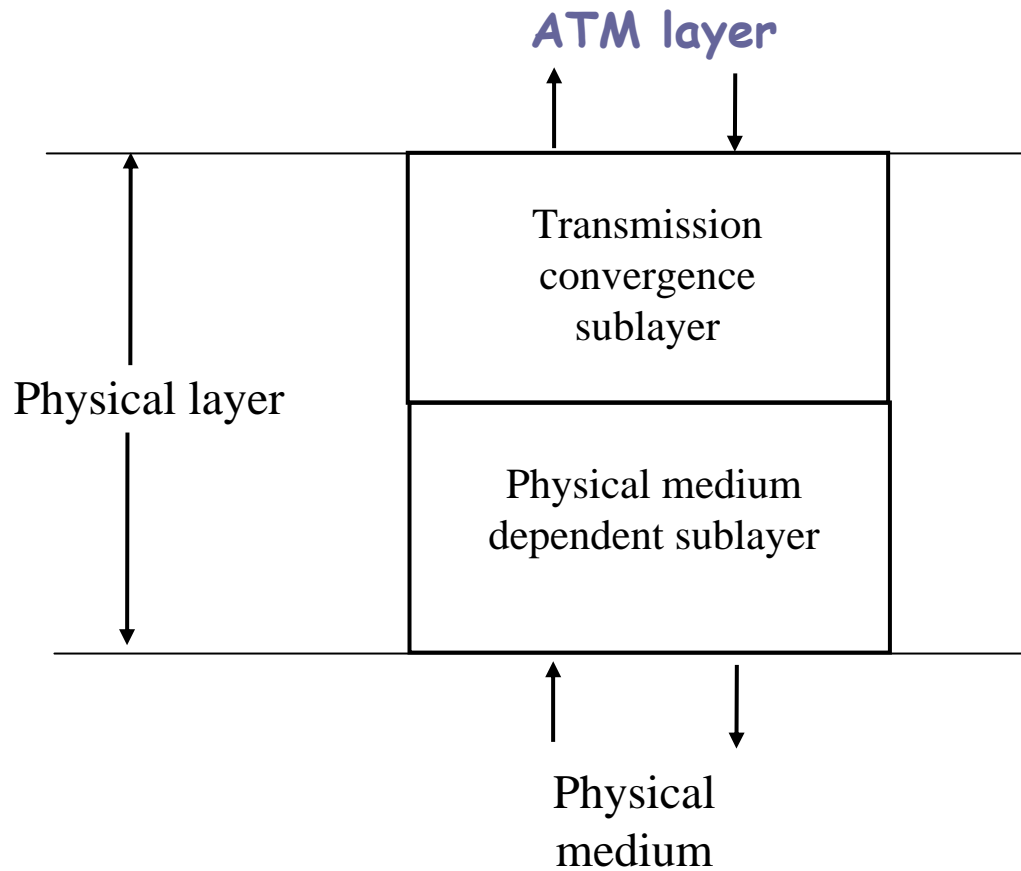 ATM layer
Transmission
convergence
sublayer
Physical layer
Physical medium
dependent sublayer
Physical
medium